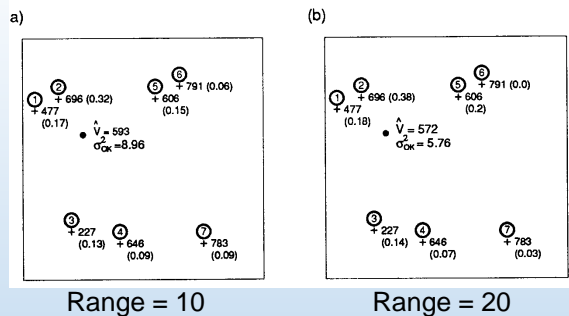 a)
① ② ⑤ ⑥
477 (0.17)
696 (0.32)
606 (0.15)
791 (0.06)
V̂ = 593
σ²OK =8.96
③ ④ ⑦
227 (0.13)
646 (0.09)
783 (0.09)
Range = 10
(b)
① ② ⑤ ⑥
477 (0.18)
696 (0.38)
606 (0.2)
791 (0.0)
V̂ = 572
σ²OK = 5.76
③ ④ ⑦
227 (0.14)
646 (0.07)
783 (0.03)
Range = 20